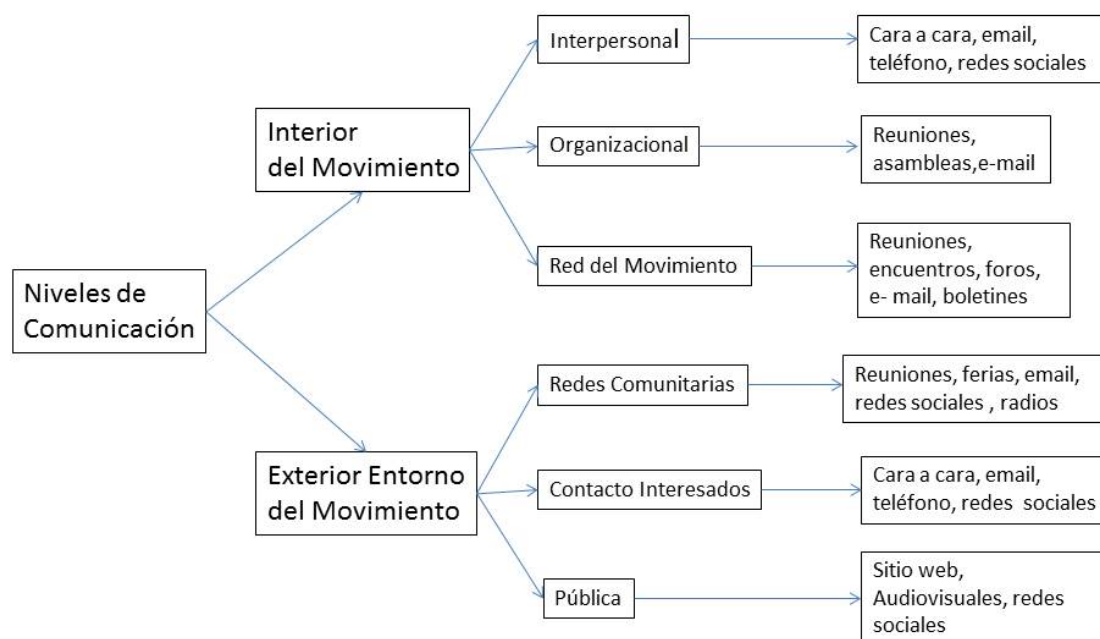 Niveles de
Comunicación
Interior
del Movimiento
Interpersonal
Cara a cara, email,
teléfono, redes sociales
Organizacional
Reuniones,
asambleas,e-mail
Red del Movimiento
Reuniones,
encuentros, foros,
e- mail, boletines
Exterior Entorno
del Movimiento
Redes Comunitarias
Reuniones, ferias, email,
redes sociales , radios
Contacto Interesados
Cara a cara, email,
teléfono, redes sociales
Pública
Sitio web,
Audiovisuales, redes
sociales